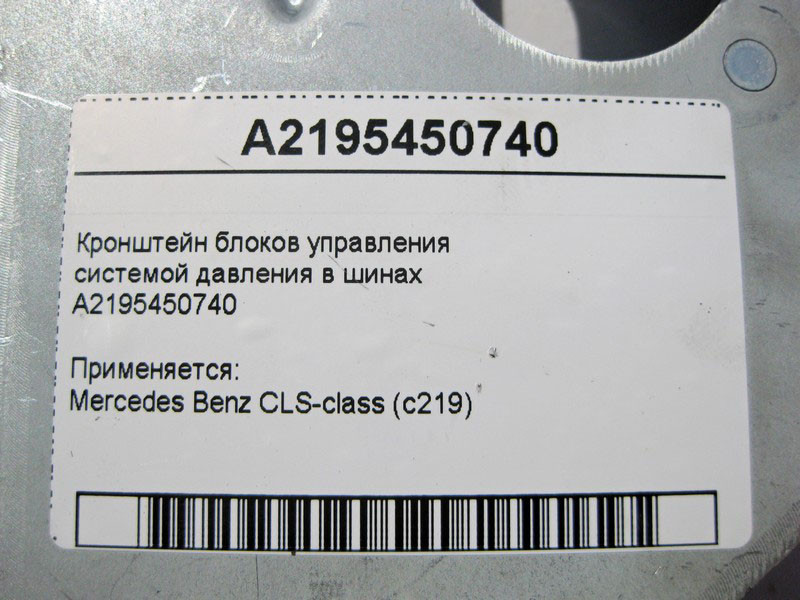 A2195450740
Кронштейн блоков управления
системой давления в шинах
A2195450740
Применяется:
Mercedes Benz CLS-class (c219)